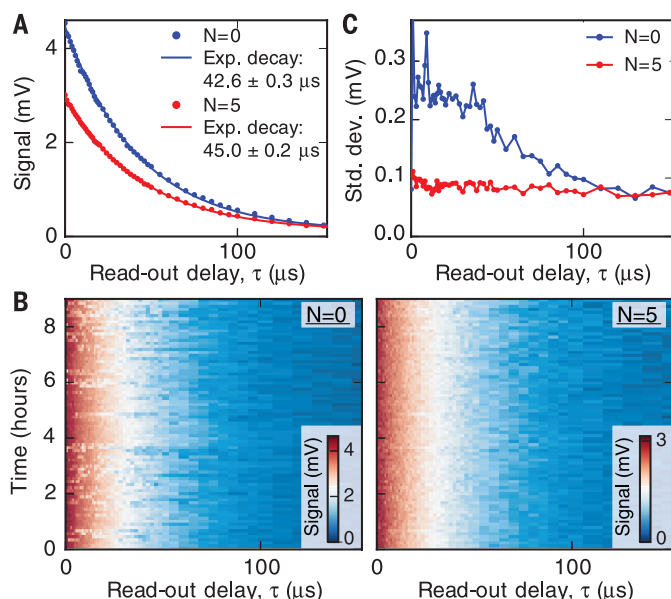 A
4
2
0
Signal (mV)
N=0
Exp. decay:
42.6 ± 0.3 µs
N=5
Exp. decay:
45.0 ± 0.2 µs
100
Read-out delay, τ (µs)
C
0.3
0.2
0.1
0.0
Std. dev. (mV)
N=0
N=5
0
100
Read-out delay, τ (µs)
B
8
6
4
2
0
Time (hours)
N=0
Signal (mV)
4
2
0
0
100
Read-out delay, τ (µs)
N=5
Signal (mV)
3
0
0
100
Read-out delay, τ (µs)